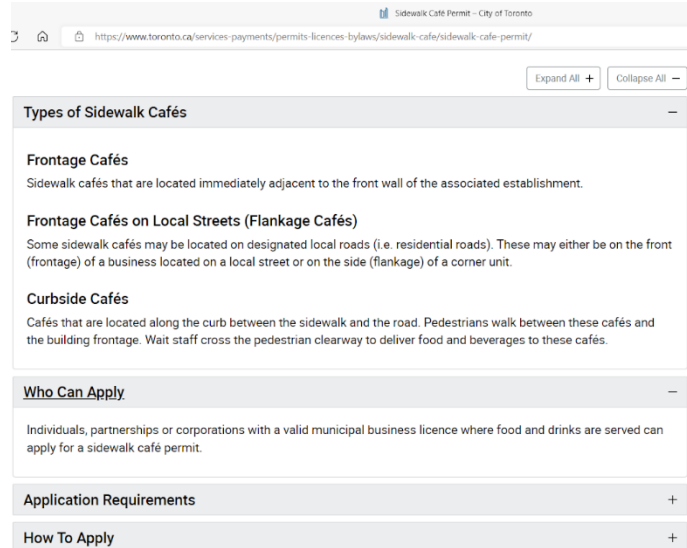 Sidewalk Café Permit – City of Toronto
https://www.toronto.ca/services-payments/permits-licences-bylaws/sidewalk-cafe/sidewalk-cafe-permit/
Expand All + Collapse All −
Types of Sidewalk Cafés −
Frontage Cafés
Sidewalk cafés that are located immediately adjacent to the front wall of the associated establishment.
Frontage Cafés on Local Streets (Flankage Cafés)
Some sidewalk cafés may be located on designated local roads (i.e. residential roads). These may either be on the front
(frontage) of a business located on a local street or on the side (flankage) of a corner unit.
Curbside Cafés
Cafés that are located along the curb between the sidewalk and the road. Pedestrians walk between these cafés and
the building frontage. Wait staff cross the pedestrian clearway to deliver food and beverages to these cafés.
Who Can Apply −
Individuals, partnerships or corporations with a valid municipal business licence where food and drinks are served can
apply for a sidewalk café permit.
Application Requirements +
How To Apply +